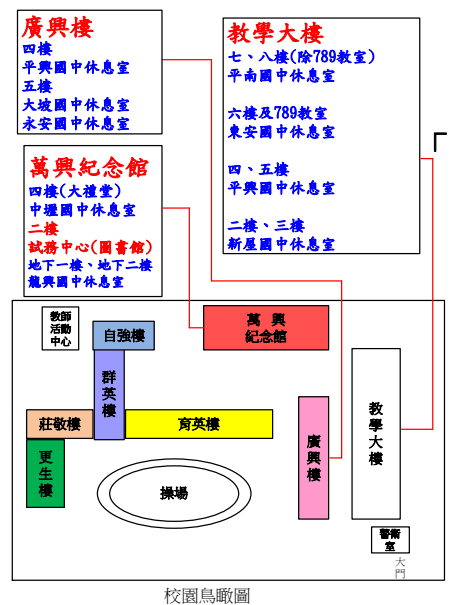 廣興樓
四樓
平興國中休息室
五樓
大坡國中休息室
永安國中休息室
教學大樓
七、八樓(除789教室)
平南國中休息室
六樓及789教室
東安國中休息室
四、五樓
平興國中休息室
二樓、三樓
新屋國中休息室
萬興紀念館
四樓(大禮堂)
中壢國中休息室
二樓
試務中心(圖書館)
地下一樓、地下二樓
龍興國中休息室
教師
活動
中心
自強樓
萬 興
紀念館
群英樓
莊敬樓
育英樓
更生樓
操場
廣興樓
教學大樓
警衛
室
大門
校園鳥瞰圖
「